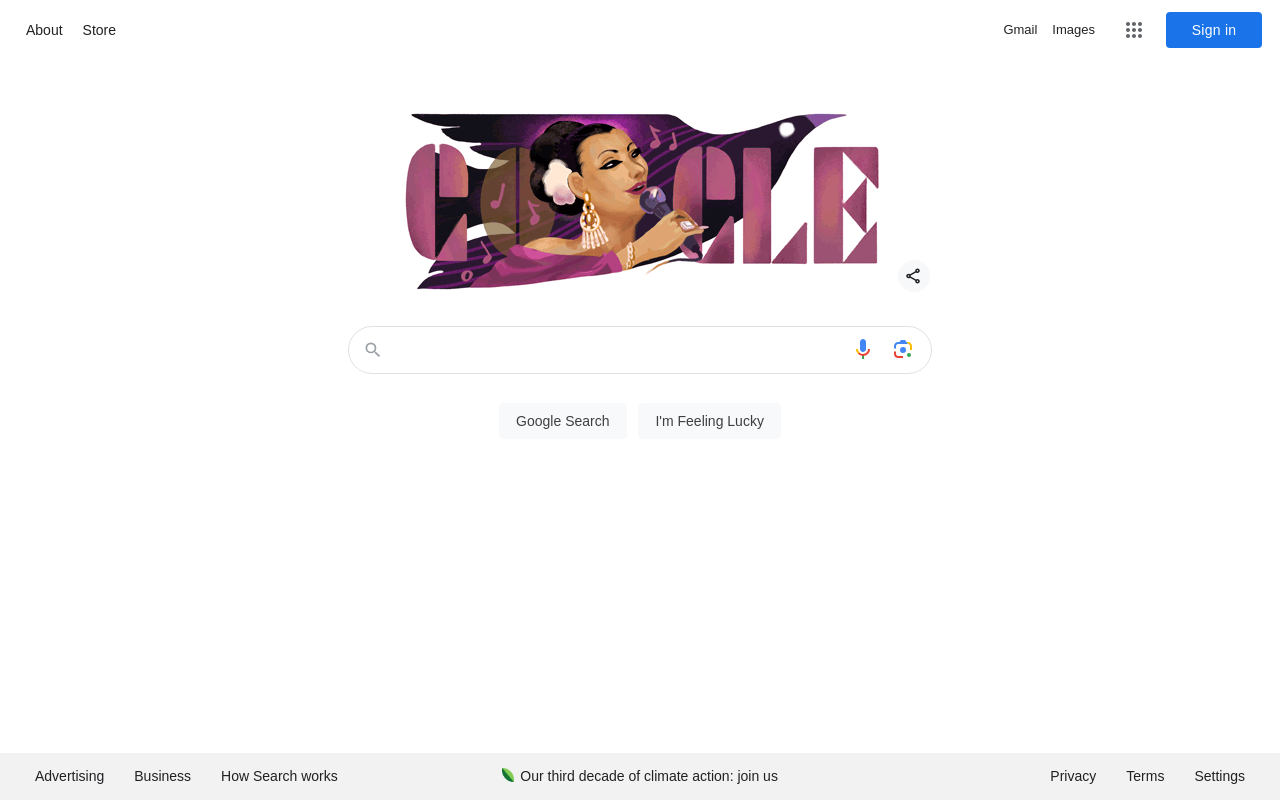 About Store
Gmail Images Sign in
GOOGLE
Google Search I'm Feeling Lucky
Advertising Business How Search works
Our third decade of climate action: join us
Privacy Terms Settings